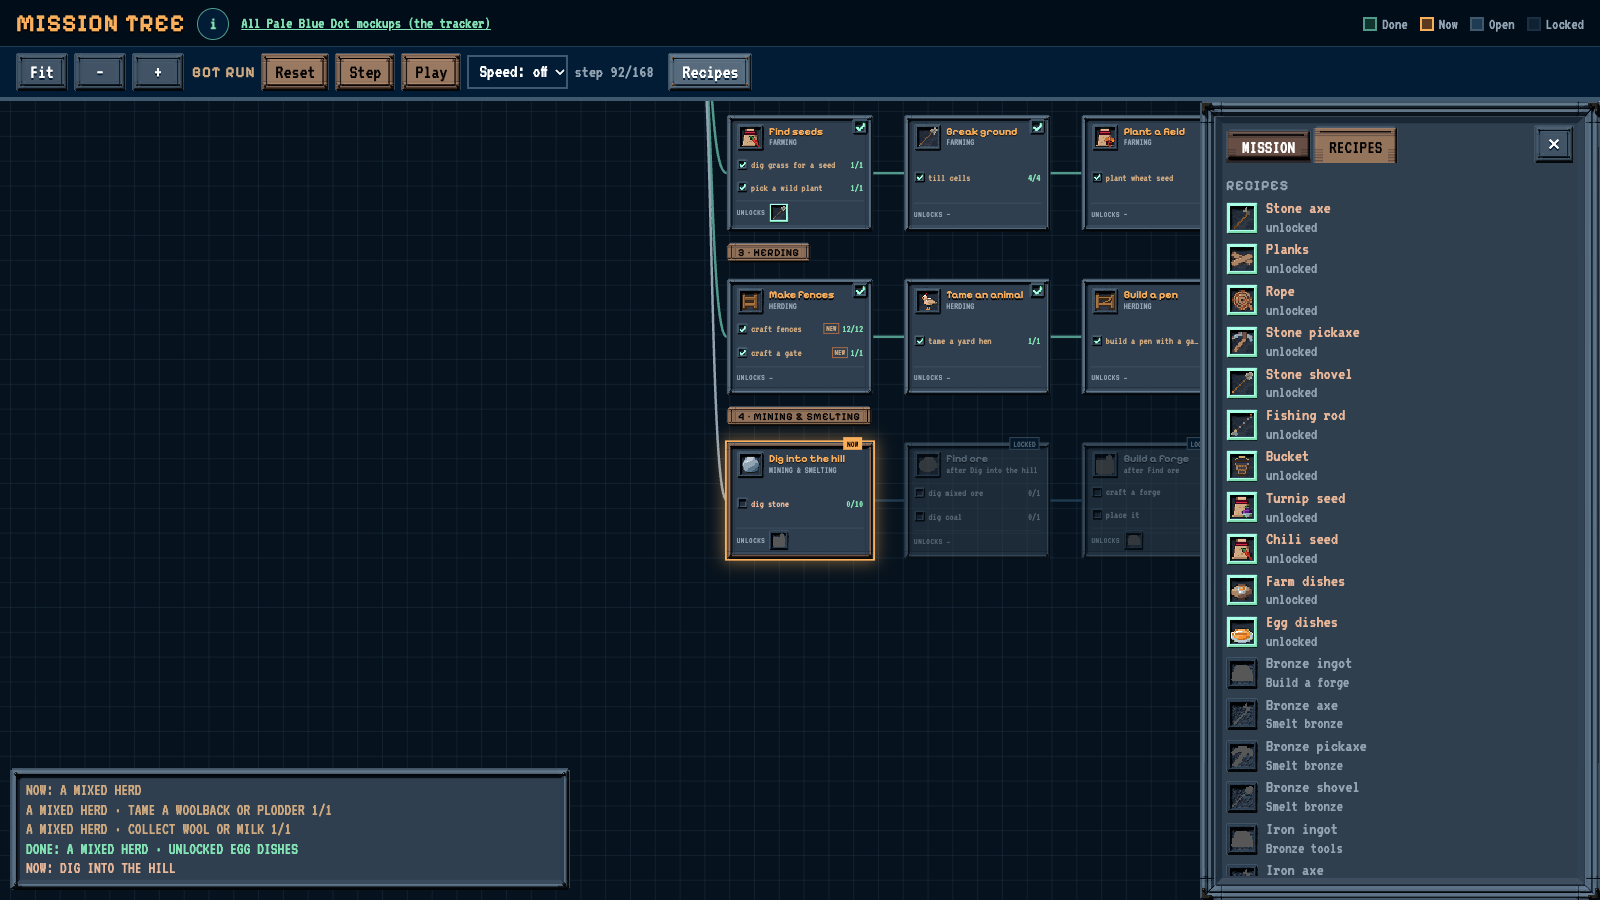 MISSION TREE
i
All Pale Blue Dot mockups (the tracker)
Done
Now
Open
Locked
Fit
-
+
BOT RUN
Reset
Step
Play
Speed: off
step 92/168
Recipes
Find seeds
FARMING
dig grass for a seed 1/1
pick a wild plant 1/1
UNLOCKS
Break ground
FARMING
till cells 4/4
UNLOCKS -
Plant a field
FARMING
plant wheat seed
UNLOCKS -
3 · HERDING
Make fences
HERDING
craft fences NEW 12/12
craft a gate NEW 1/1
UNLOCKS -
Tame an animal
HERDING
tame a yard hen 1/1
UNLOCKS -
Build a pen
HERDING
build a pen with a ga…
UNLOCKS -
4 · MINING & SMELTING
NOW
Dig into the hill
MINING & SMELTING
dig stone 0/10
UNLOCKS
LOCKED
Find ore
after Dig into the hill
dig mixed ore 0/1
dig coal 0/1
UNLOCKS -
LOC
Build a forge
after Find ore
craft a forge
place it
UNLOCKS
NOW: A MIXED HERD
A MIXED HERD · TAME A WOOLBACK OR PLODDER 1/1
A MIXED HERD · COLLECT WOOL OR MILK 1/1
DONE: A MIXED HERD · UNLOCKED EGG DISHES
NOW: DIG INTO THE HILL
MISSION
RECIPES
×
RECIPES
Stone axe
unlocked
Planks
unlocked
Rope
unlocked
Stone pickaxe
unlocked
Stone shovel
unlocked
Fishing rod
unlocked
Bucket
unlocked
Turnip seed
unlocked
Chili seed
unlocked
Farm dishes
unlocked
Egg dishes
unlocked
Bronze ingot
Build a forge
Bronze axe
Smelt bronze
Bronze pickaxe
Smelt bronze
Bronze shovel
Smelt bronze
Iron ingot
Bronze tools
Iron axe